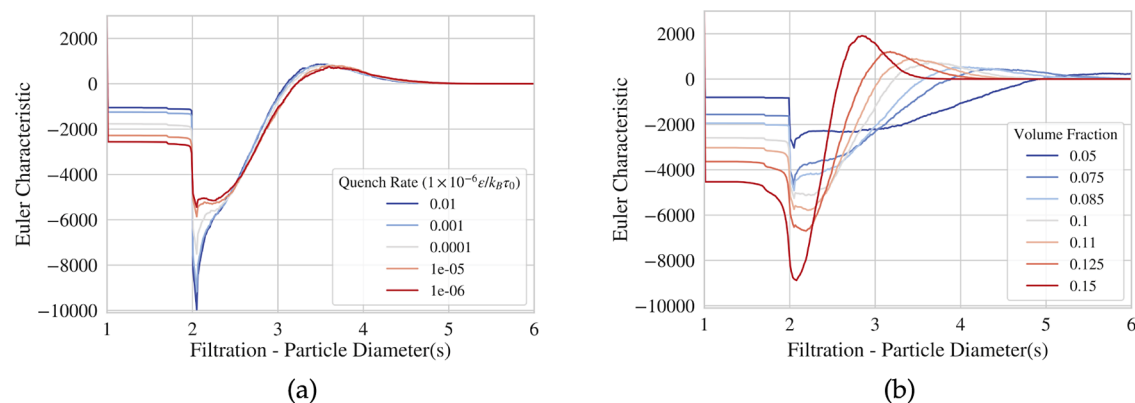 2000
0
−2000
−4000
−6000
−8000
−10000
Euler Characteristic
Quench Rate (1 × 10⁻⁶ε/k_Bτ₀)
0.01
0.001
0.0001
1e-05
1e-06
1 2 3 4 5 6
Filtration - Particle Diameter(s)
(a)
2000
0
−2000
−4000
−6000
−8000
−10000
Euler Characteristic
Volume Fraction
0.05
0.075
0.085
0.1
0.11
0.125
0.15
1 2 3 4 5 6
Filtration - Particle Diameter(s)
(b)